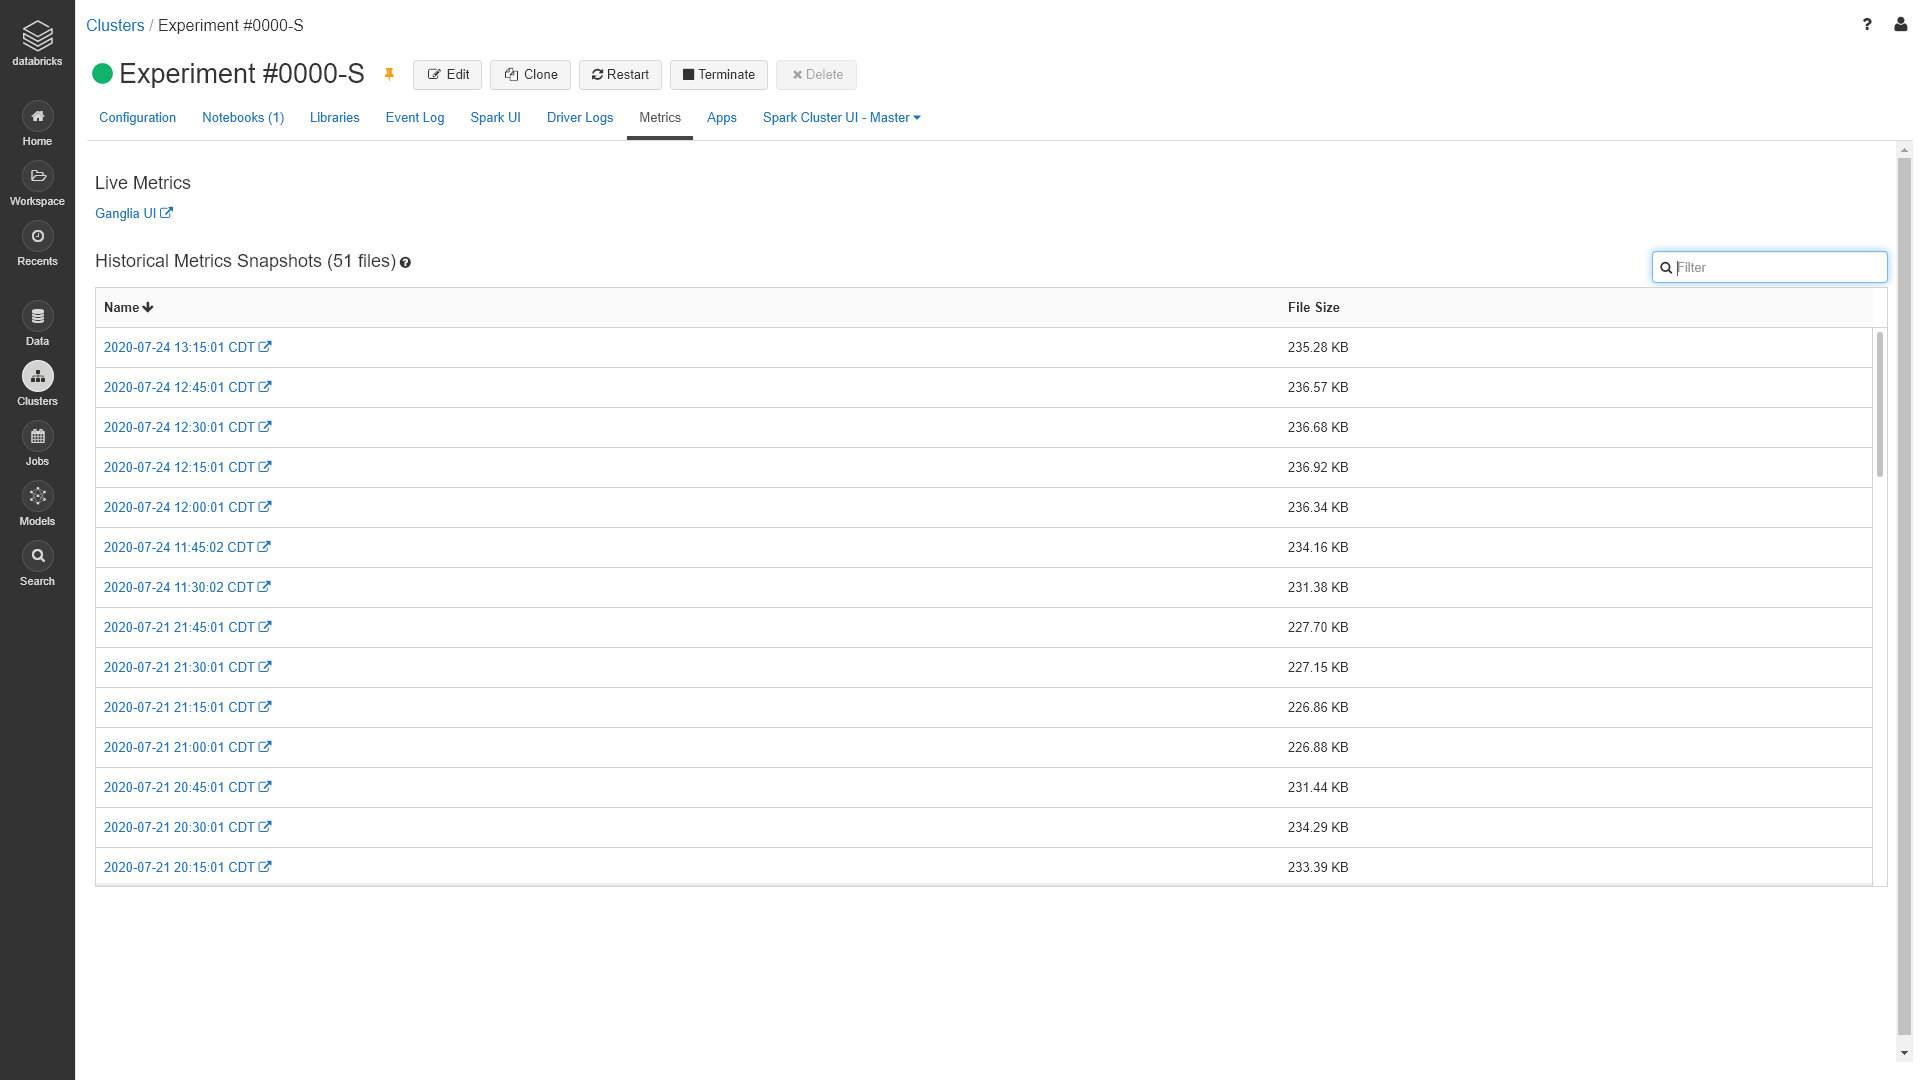 databricks
Home
Workspace
Recents
Data
Clusters
Jobs
Models
Search
Clusters / Experiment #0000-S
Experiment #0000-S Edit Clone Restart Terminate Delete
Configuration Notebooks (1) Libraries Event Log Spark UI Driver Logs Metrics Apps Spark Cluster UI - Master
Live Metrics
Ganglia UI
Historical Metrics Snapshots (51 files)
Filter
Name File Size
2020-07-24 13:15:01 CDT 235.28 KB
2020-07-24 12:45:01 CDT 236.57 KB
2020-07-24 12:30:01 CDT 236.68 KB
2020-07-24 12:15:01 CDT 236.92 KB
2020-07-24 12:00:01 CDT 236.34 KB
2020-07-24 11:45:02 CDT 234.16 KB
2020-07-24 11:30:02 CDT 231.38 KB
2020-07-21 21:45:01 CDT 227.70 KB
2020-07-21 21:30:01 CDT 227.15 KB
2020-07-21 21:15:01 CDT 226.86 KB
2020-07-21 21:00:01 CDT 226.88 KB
2020-07-21 20:45:01 CDT 231.44 KB
2020-07-21 20:30:01 CDT 234.29 KB
2020-07-21 20:15:01 CDT 233.39 KB